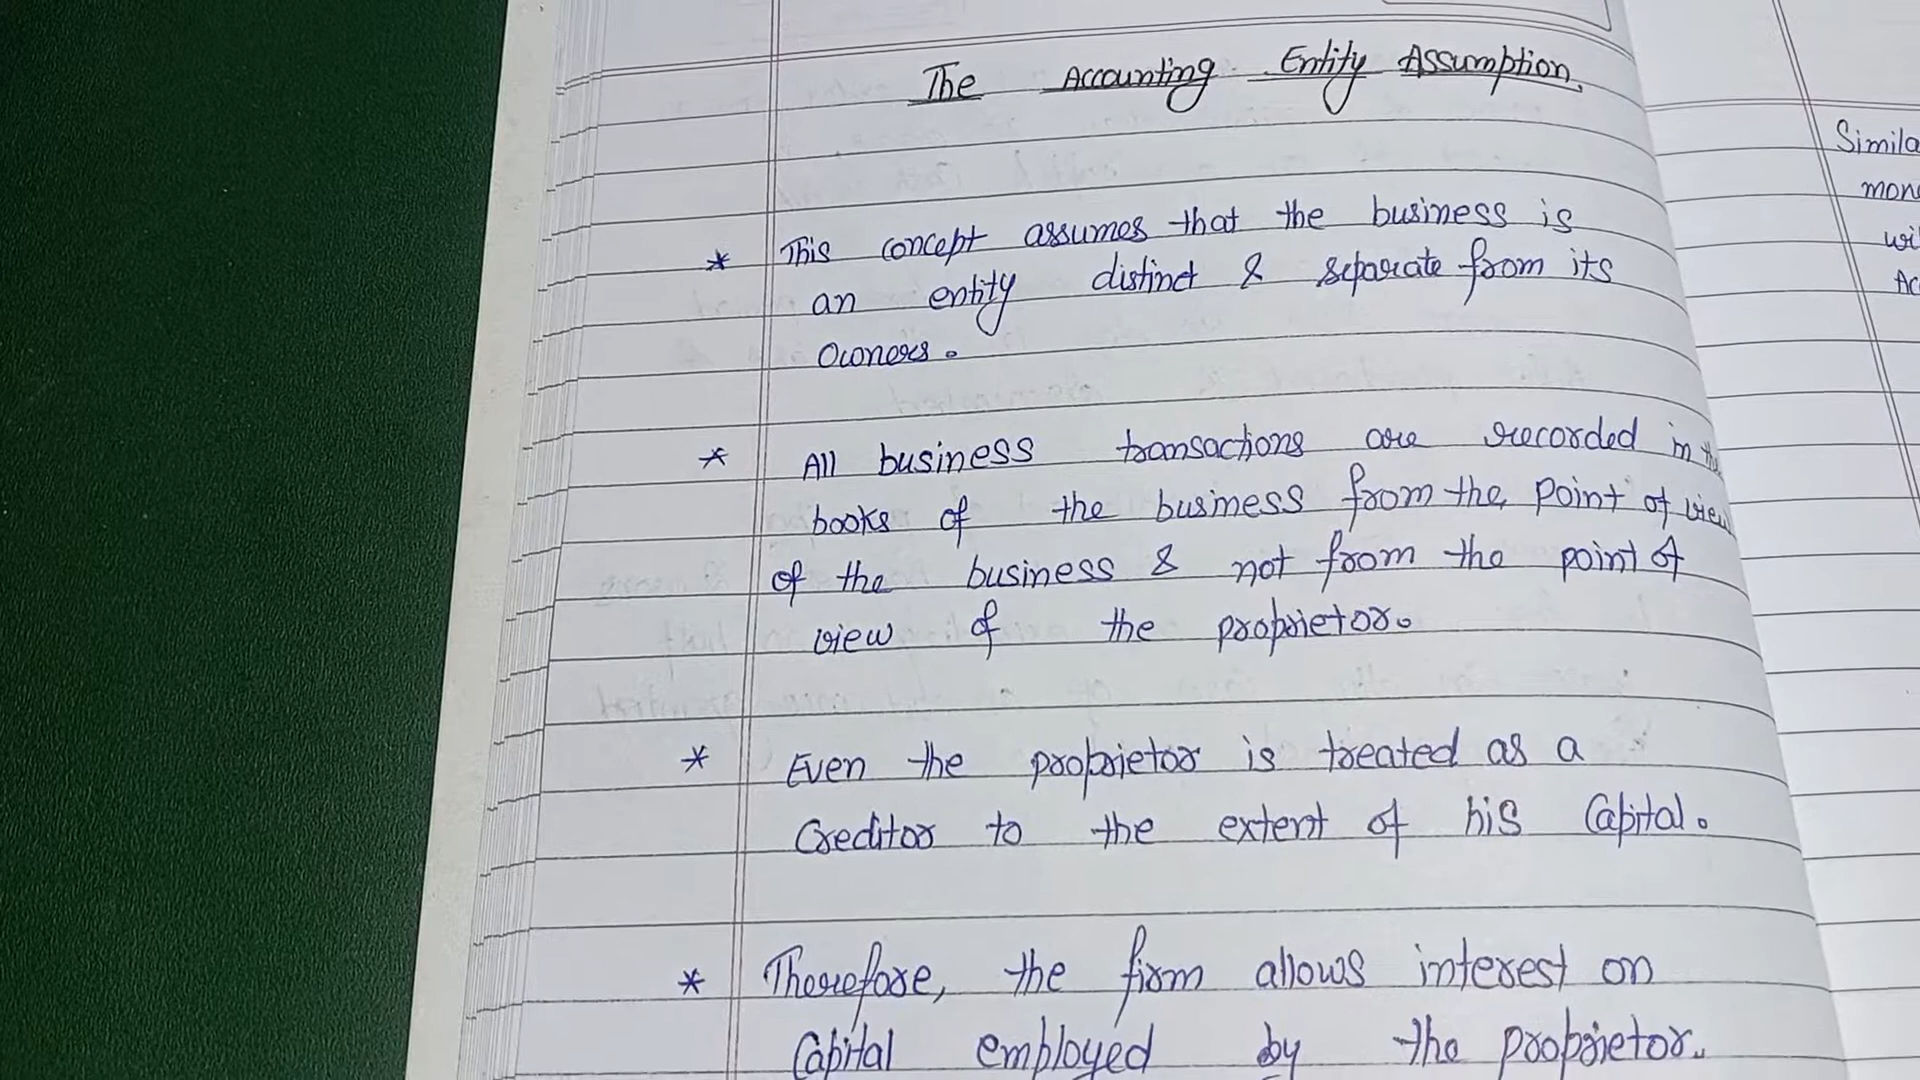 The Accounting Entity Assumption.
* This concept assumes that the business is
an entity distinct & separate from its
Owners.
* All business transactions are recorded in the
books of the business from the point of view
of the business & not from the point of
view of the proprietor.
* Even the proprietor is treated as a
Creditor to the extent of his Capital.
* Therefore, the firm allows interest on
Capital employed by the proprietor.
Simila
mon
wi
Ac